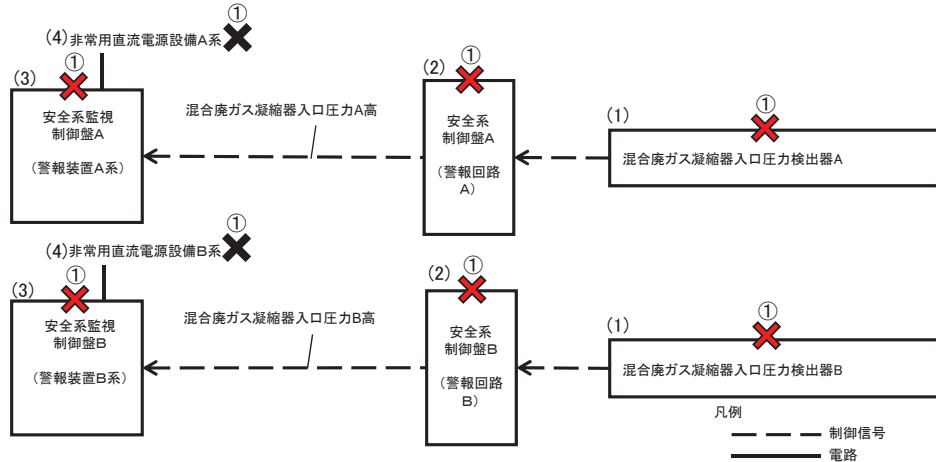 ①
(4)非常用直流電源設備A系
①
(3)
安全系監視
制御盤A
(警報装置A系)
混合廃ガス凝縮器入口圧力A高
①
(2)
安全系
制御盤A
(警報回路
A)
①
(1)
混合廃ガス凝縮器入口圧力検出器A
①
(4)非常用直流電源設備B系
①
(3)
安全系監視
制御盤B
(警報装置B系)
混合廃ガス凝縮器入口圧力B高
①
(2)
安全系
制御盤B
(警報回路
B)
①
(1)
混合廃ガス凝縮器入口圧力検出器B
凡例
制御信号
電路